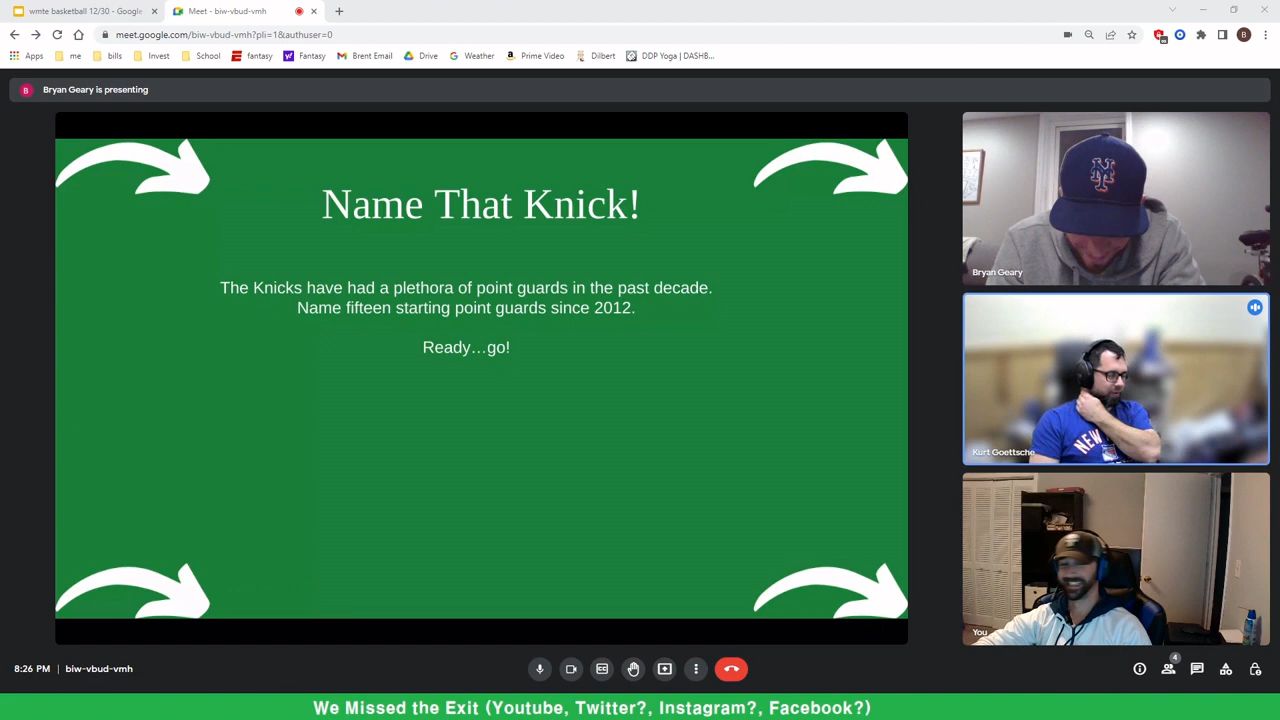 wmte basketball 12/30 - Google
Meet - biw-vbud-vmh
meet.google.com/biw-vbud-vmh?pli=1&authuser=0
B
Apps
me
bills
Invest
School
fantasy
Fantasy
Brent Email
Drive
Weather
Prime Video
Dilbert
DDP Yoga | DASHB...
B
Bryan Geary is presenting
Name That Knick!
The Knicks have had a plethora of point guards in the past decade.
Name fifteen starting point guards since 2012.
Ready…go!
NY
Bryan Geary
NEW
Kurt Goettsche
You
8:26 PM | biw-vbud-vmh
CC
4
We Missed the Exit (Youtube, Twitter?, Instagram?, Facebook?)